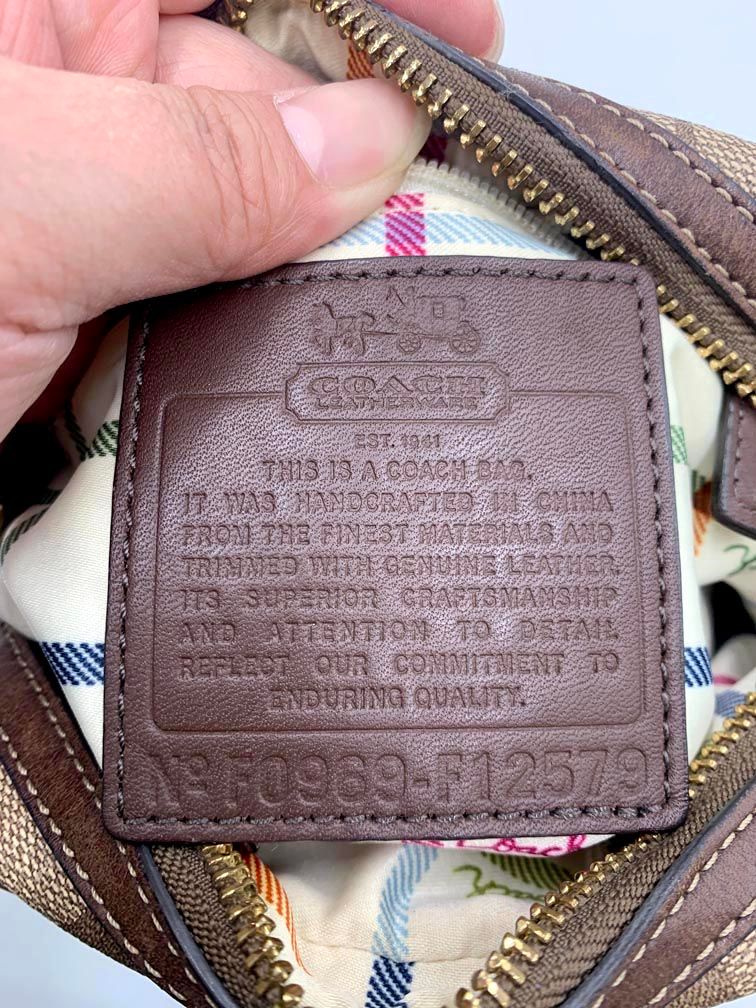 COACH
LEATHERWARE
EST. 1941
THIS IS A COACH BAG.
IT WAS HANDCRAFTED IN CHINA
FROM THE FINEST MATERIALS AND
TRIMMED WITH GENUINE LEATHER.
ITS SUPERIOR CRAFTSMANSHIP
AND ATTENTION TO DETAIL
REFLECT OUR COMMITMENT TO
ENDURING QUALITY.
Nº F0969-F12579
Coach